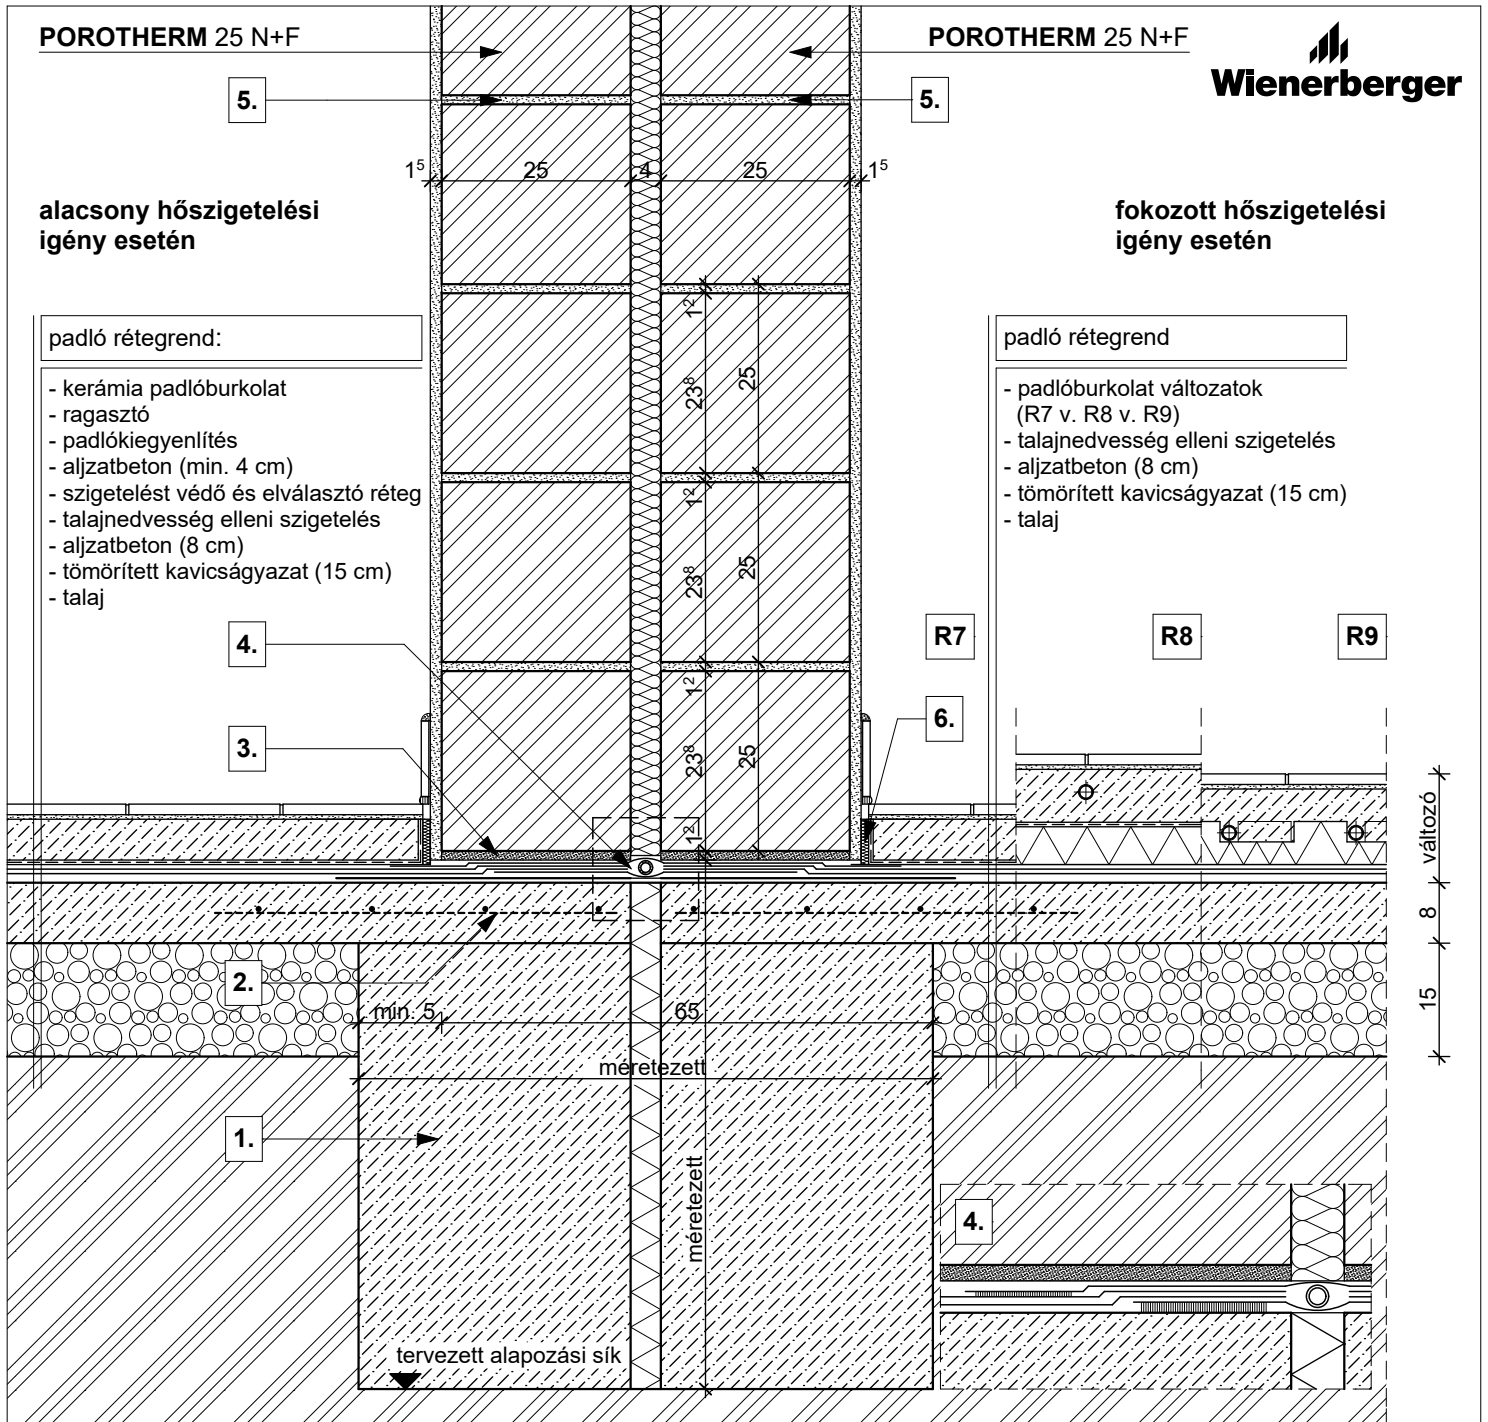 POROTHERM 25 N+F
POROTHERM 25 N+F
Wienerberger
5.
5.
1⁵ 25 4 25 1⁵
alacsony hőszigetelési
igény esetén
fokozott hőszigetelési
igény esetén
padló rétegrend:
- kerámia padlóburkolat
- ragasztó
- padlókiegyenlítés
- aljzatbeton (min. 4 cm)
- szigetelést védő és elválasztó réteg
- talajnedvesség elleni szigetelés
- aljzatbeton (8 cm)
- tömörített kavicságyazat (15 cm)
- talaj
padló rétegrend
- padlóburkolat változatok
(R7 v. R8 v. R9)
- talajnedvesség elleni szigetelés
- aljzatbeton (8 cm)
- tömörített kavicságyazat (15 cm)
- talaj
1²
23⁸
25
1²
23⁸
25
1²
23⁸
25
1²
4.
3.
R7
R8
R9
6.
változó
8
15
2.
min. 5
65
méretezett
1.
méretezett
4.
tervezett alapozási sík